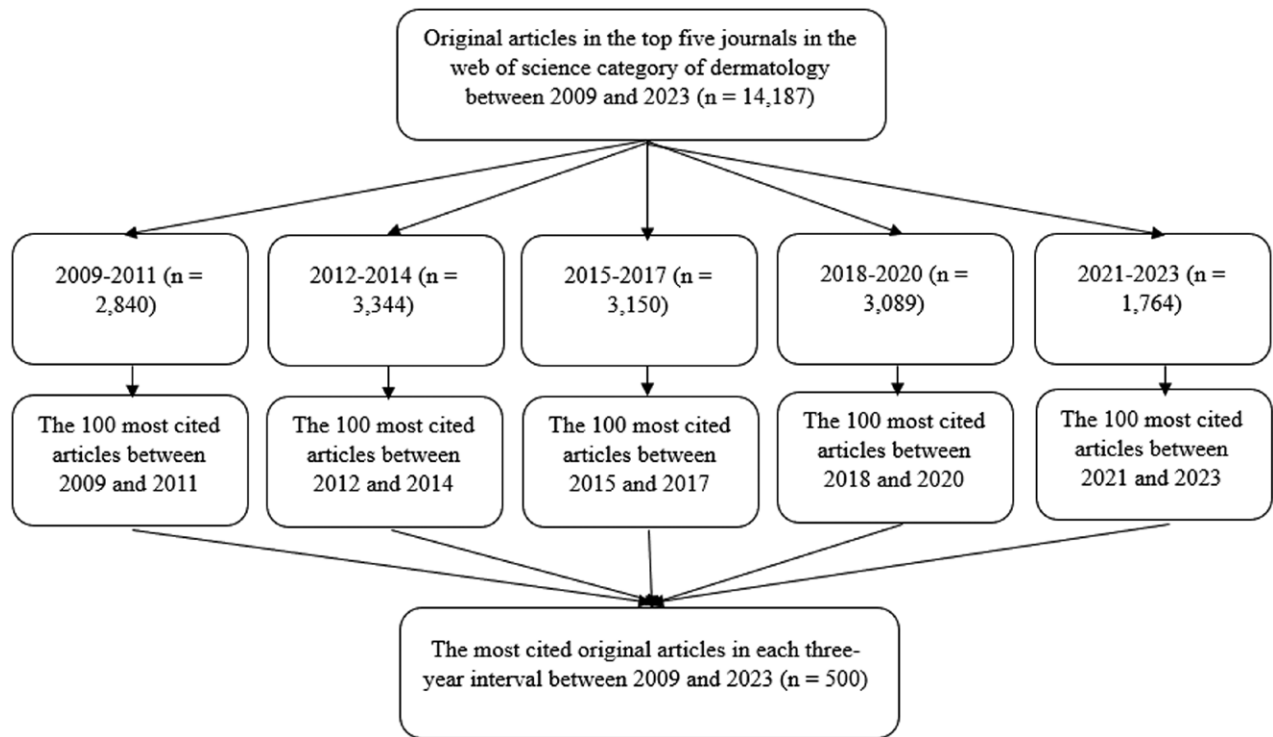 Original articles in the top five journals in the
web of science category of dermatology
between 2009 and 2023 (n = 14,187)
2009-2011 (n =
2,840)
2012-2014 (n =
3,344)
2015-2017 (n =
3,150)
2018-2020 (n =
3,089)
2021-2023 (n =
1,764)
The 100 most cited
articles between
2009 and 2011
The 100 most cited
articles between
2012 and 2014
The 100 most cited
articles between
2015 and 2017
The 100 most cited
articles between
2018 and 2020
The 100 most cited
articles between
2021 and 2023
The most cited original articles in each three-
year interval between 2009 and 2023 (n = 500)